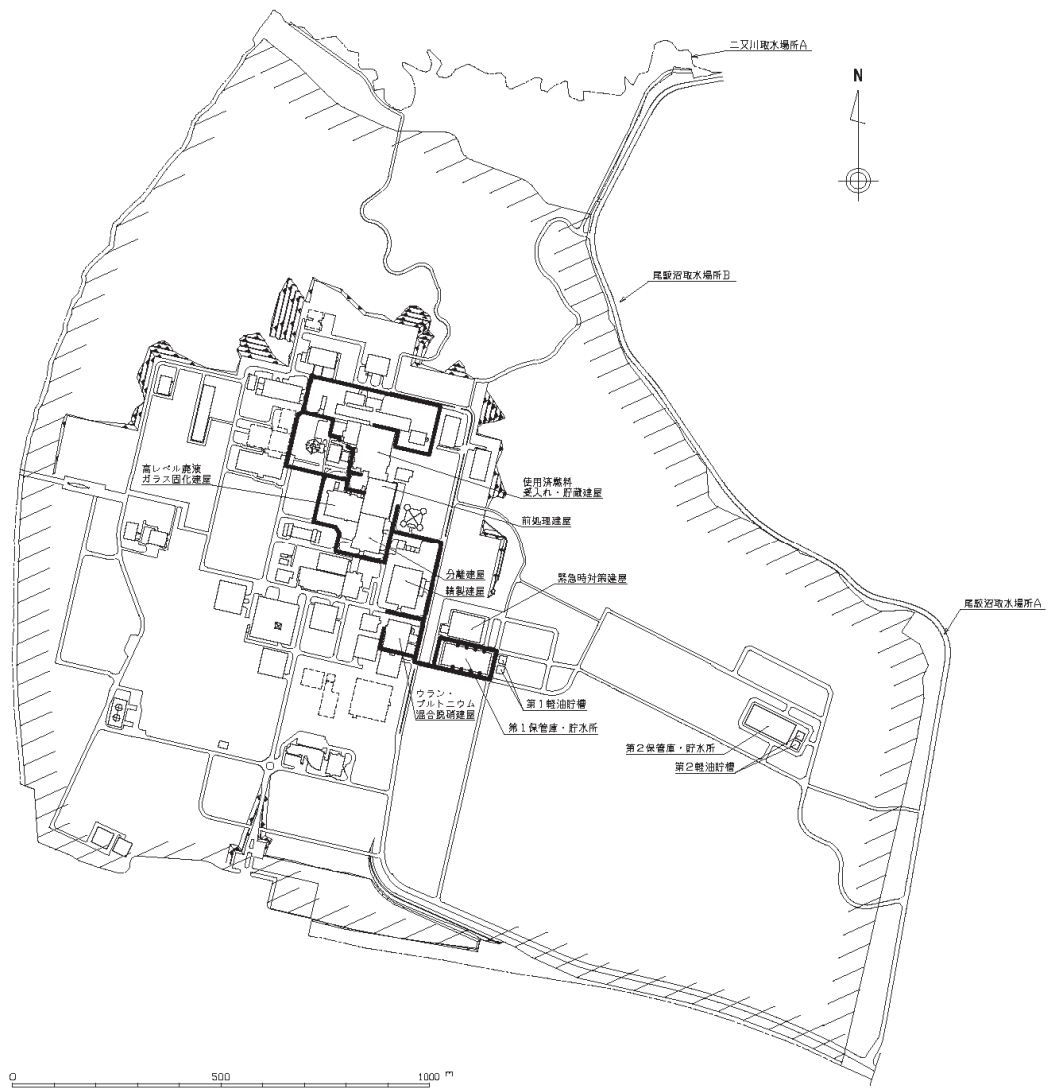 二又川取水場所A
N
尾駮沼取水場所B
高レベル廃液
ガラス固化建屋
使用済燃料
受入れ・貯蔵建屋
前処理建屋
分離建屋
精製建屋
緊急時対策建屋
尾駮沼取水場所A
ウラン・
プルトニウム
混合脱硝建屋
第1軽油貯槽
第1保管庫・貯水所
第2保管庫・貯水所
第2軽油貯槽
0 500 1000 m